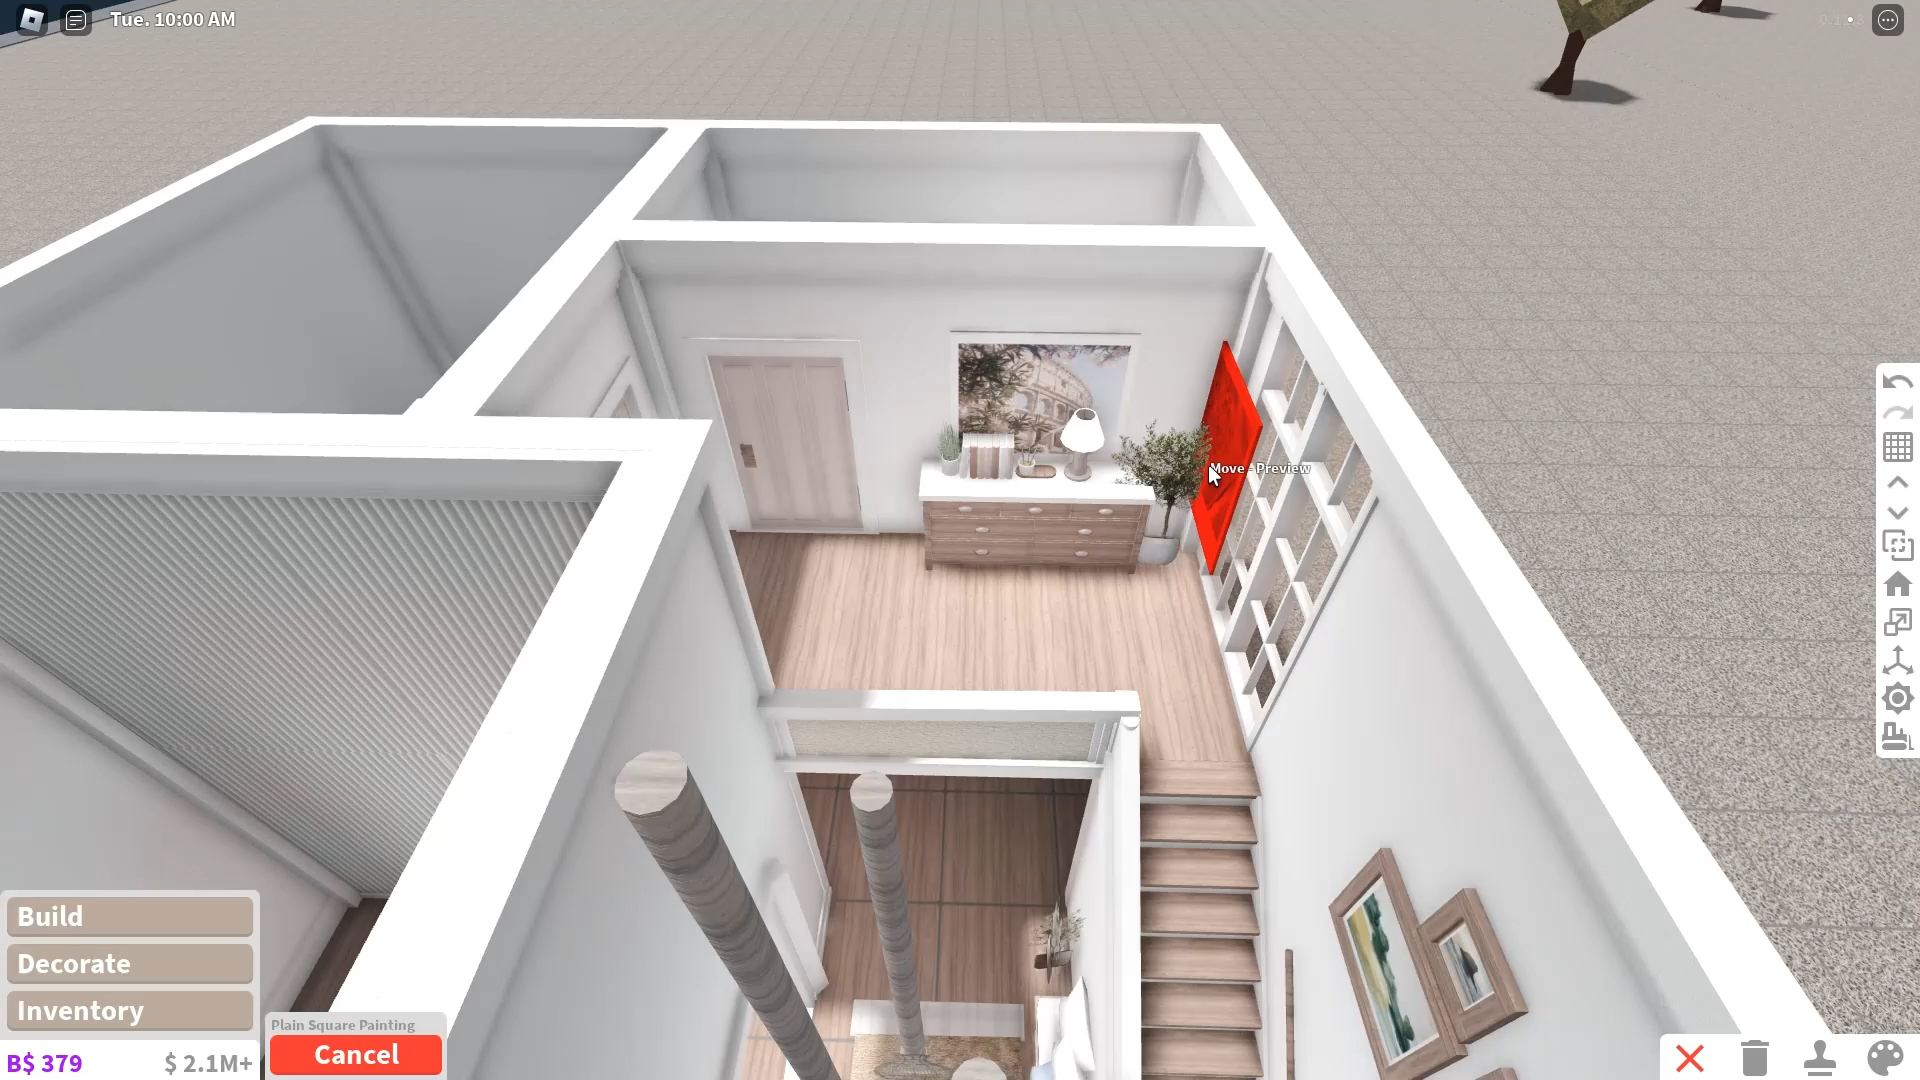 Tue. 10:00 AM
Move - Preview
Build
Decorate
Inventory
Plain Square Painting
Cancel
B$ 379
$ 2.1M+